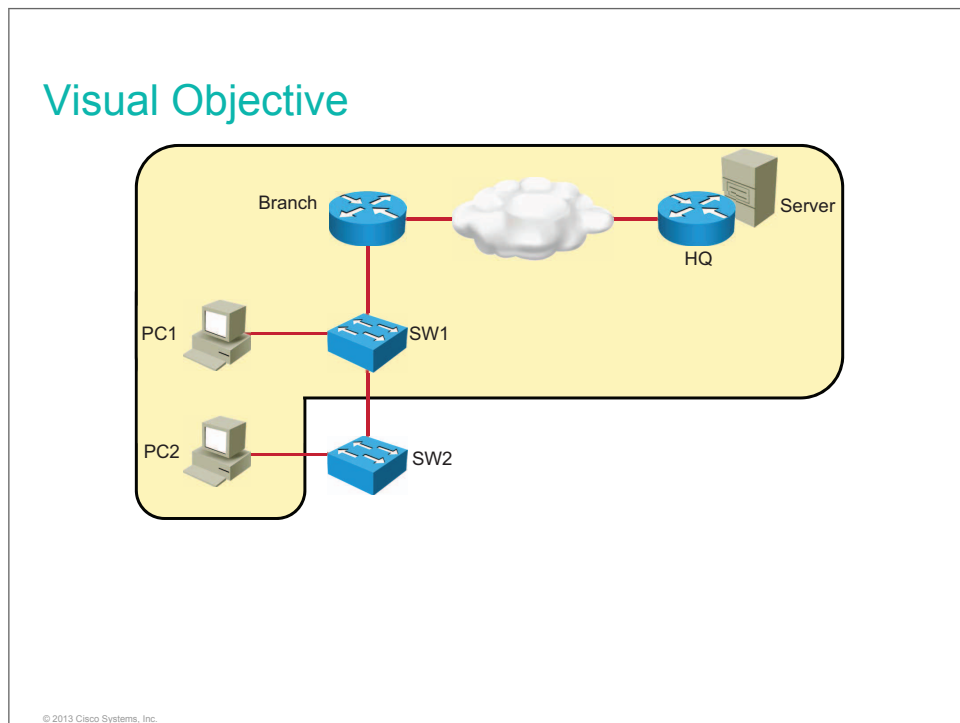 Visual Objective
Branch
Server
HQ
PC1
SW1
PC2
SW2
© 2013 Cisco Systems, Inc.